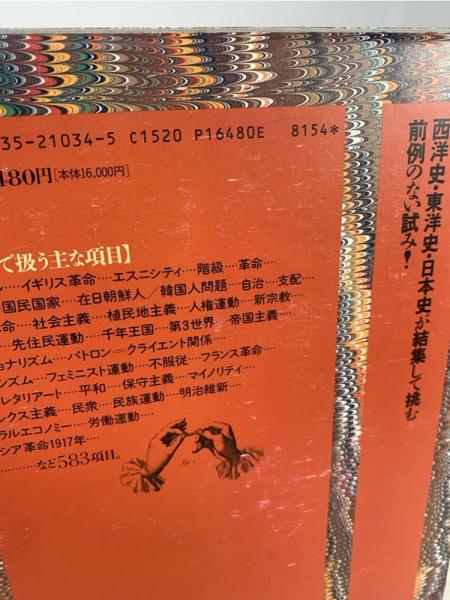 35-21034-5 C1520 P16480E 8154*
480円[本体16,000円]
で扱う主な項目】
イギリス革命‥‥エスニシティ‥‥階級‥‥革命‥‥
国民国家‥‥在日朝鮮人／韓国人問題‥‥自治‥‥支配‥‥
命‥‥社会主義‥‥植民地主義‥‥人権運動‥‥新宗教‥‥
‥‥先住民運動‥‥千年王国‥‥第3世界‥‥帝国主義‥‥
ョナリズム‥‥パトロン＝クライエント関係‥‥
ンズム‥‥フェミニスト運動‥‥不服従‥‥フランス革命‥‥
レタリアート‥‥平和‥‥保守主義‥‥マイノリティ‥‥
クス主義‥‥民衆‥‥民族運動‥‥明治維新‥‥
ラルエコノミー‥‥労働運動‥‥
シア革命1917年‥‥
‥‥‥‥など583項目。
西洋史・東洋史・日本史が結集して挑む
前例のない試み！